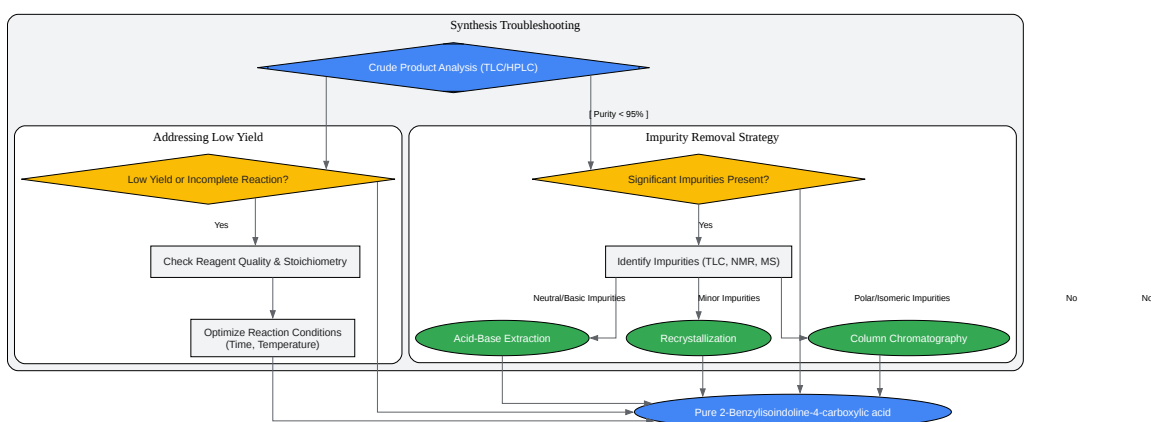 Synthesis Troubleshooting
Crude Product Analysis (TLC/HPLC)
[ Purity < 95% ]
Addressing Low Yield
Impurity Removal Strategy
Low Yield or Incomplete Reaction?
Significant Impurities Present?
Yes
Yes
Check Reagent Quality & Stoichiometry
Identify Impurities (TLC, NMR, MS)
Neutral/Basic Impurities
Minor Impurities
Polar/Isomeric Impurities
No
No
Optimize Reaction Conditions
(Time, Temperature)
Acid-Base Extraction
Recrystallization
Column Chromatography
Pure 2-Benzylisoindoline-4-carboxylic acid